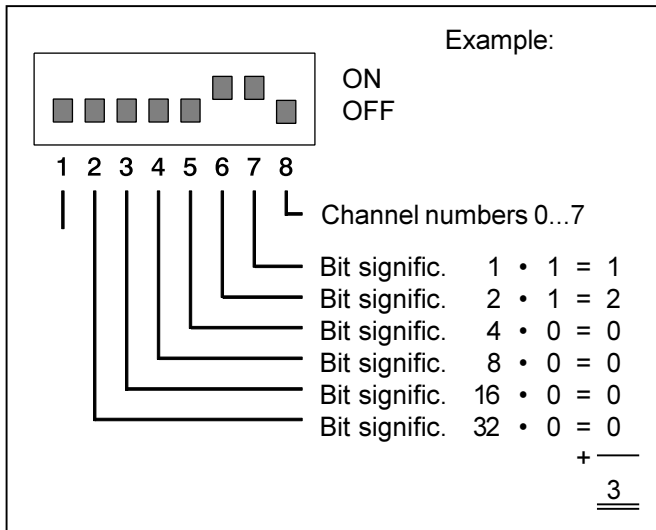 Example:
ON
OFF
1 2 3 4 5 6 7 8
Channel numbers 0...7
Bit signific. 1 • 1 = 1
Bit signific. 2 • 1 = 2
Bit signific. 4 • 0 = 0
Bit signific. 8 • 0 = 0
Bit signific. 16 • 0 = 0
Bit signific. 32 • 0 = 0
+
3